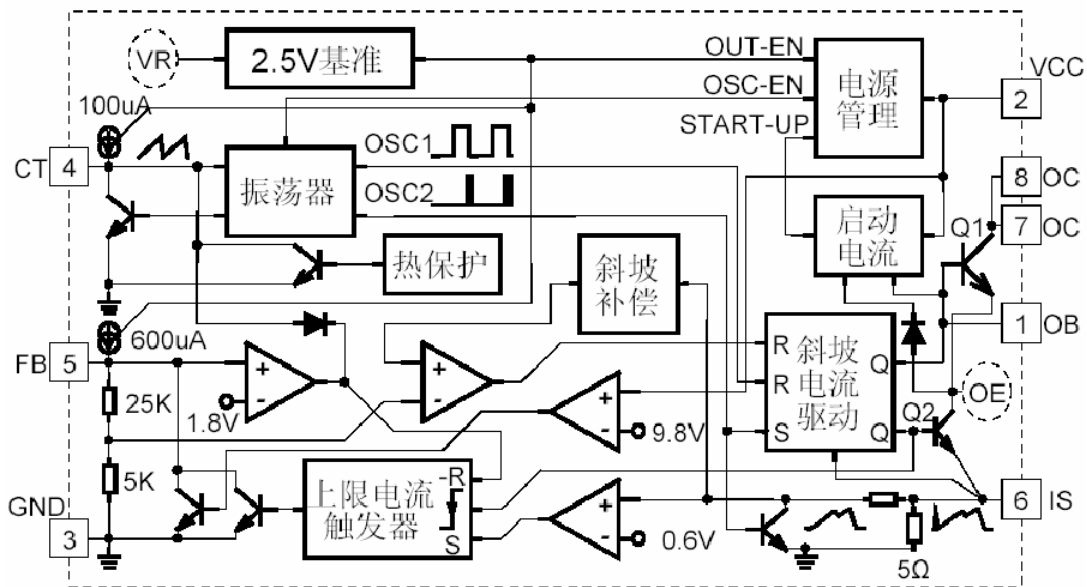 VR
2.5V基准
OUT-EN
OSC-EN
START-UP
电源
管理
VCC
2
100uA
CT
4
OSC1
OSC2
振荡器
8
OC
7
OC
启动
电流
Q1
热保护
斜坡
补偿
1
OB
600uA
FB
5
25K
1.8V
+
-
+
-
+
-
9.8V
R
R
S
斜坡
电流
驱动
Q
Q
Q2
OE
5K
GND
3
上限电流
触发器
-R
S
+
-
0.6V
6
IS
5Ω